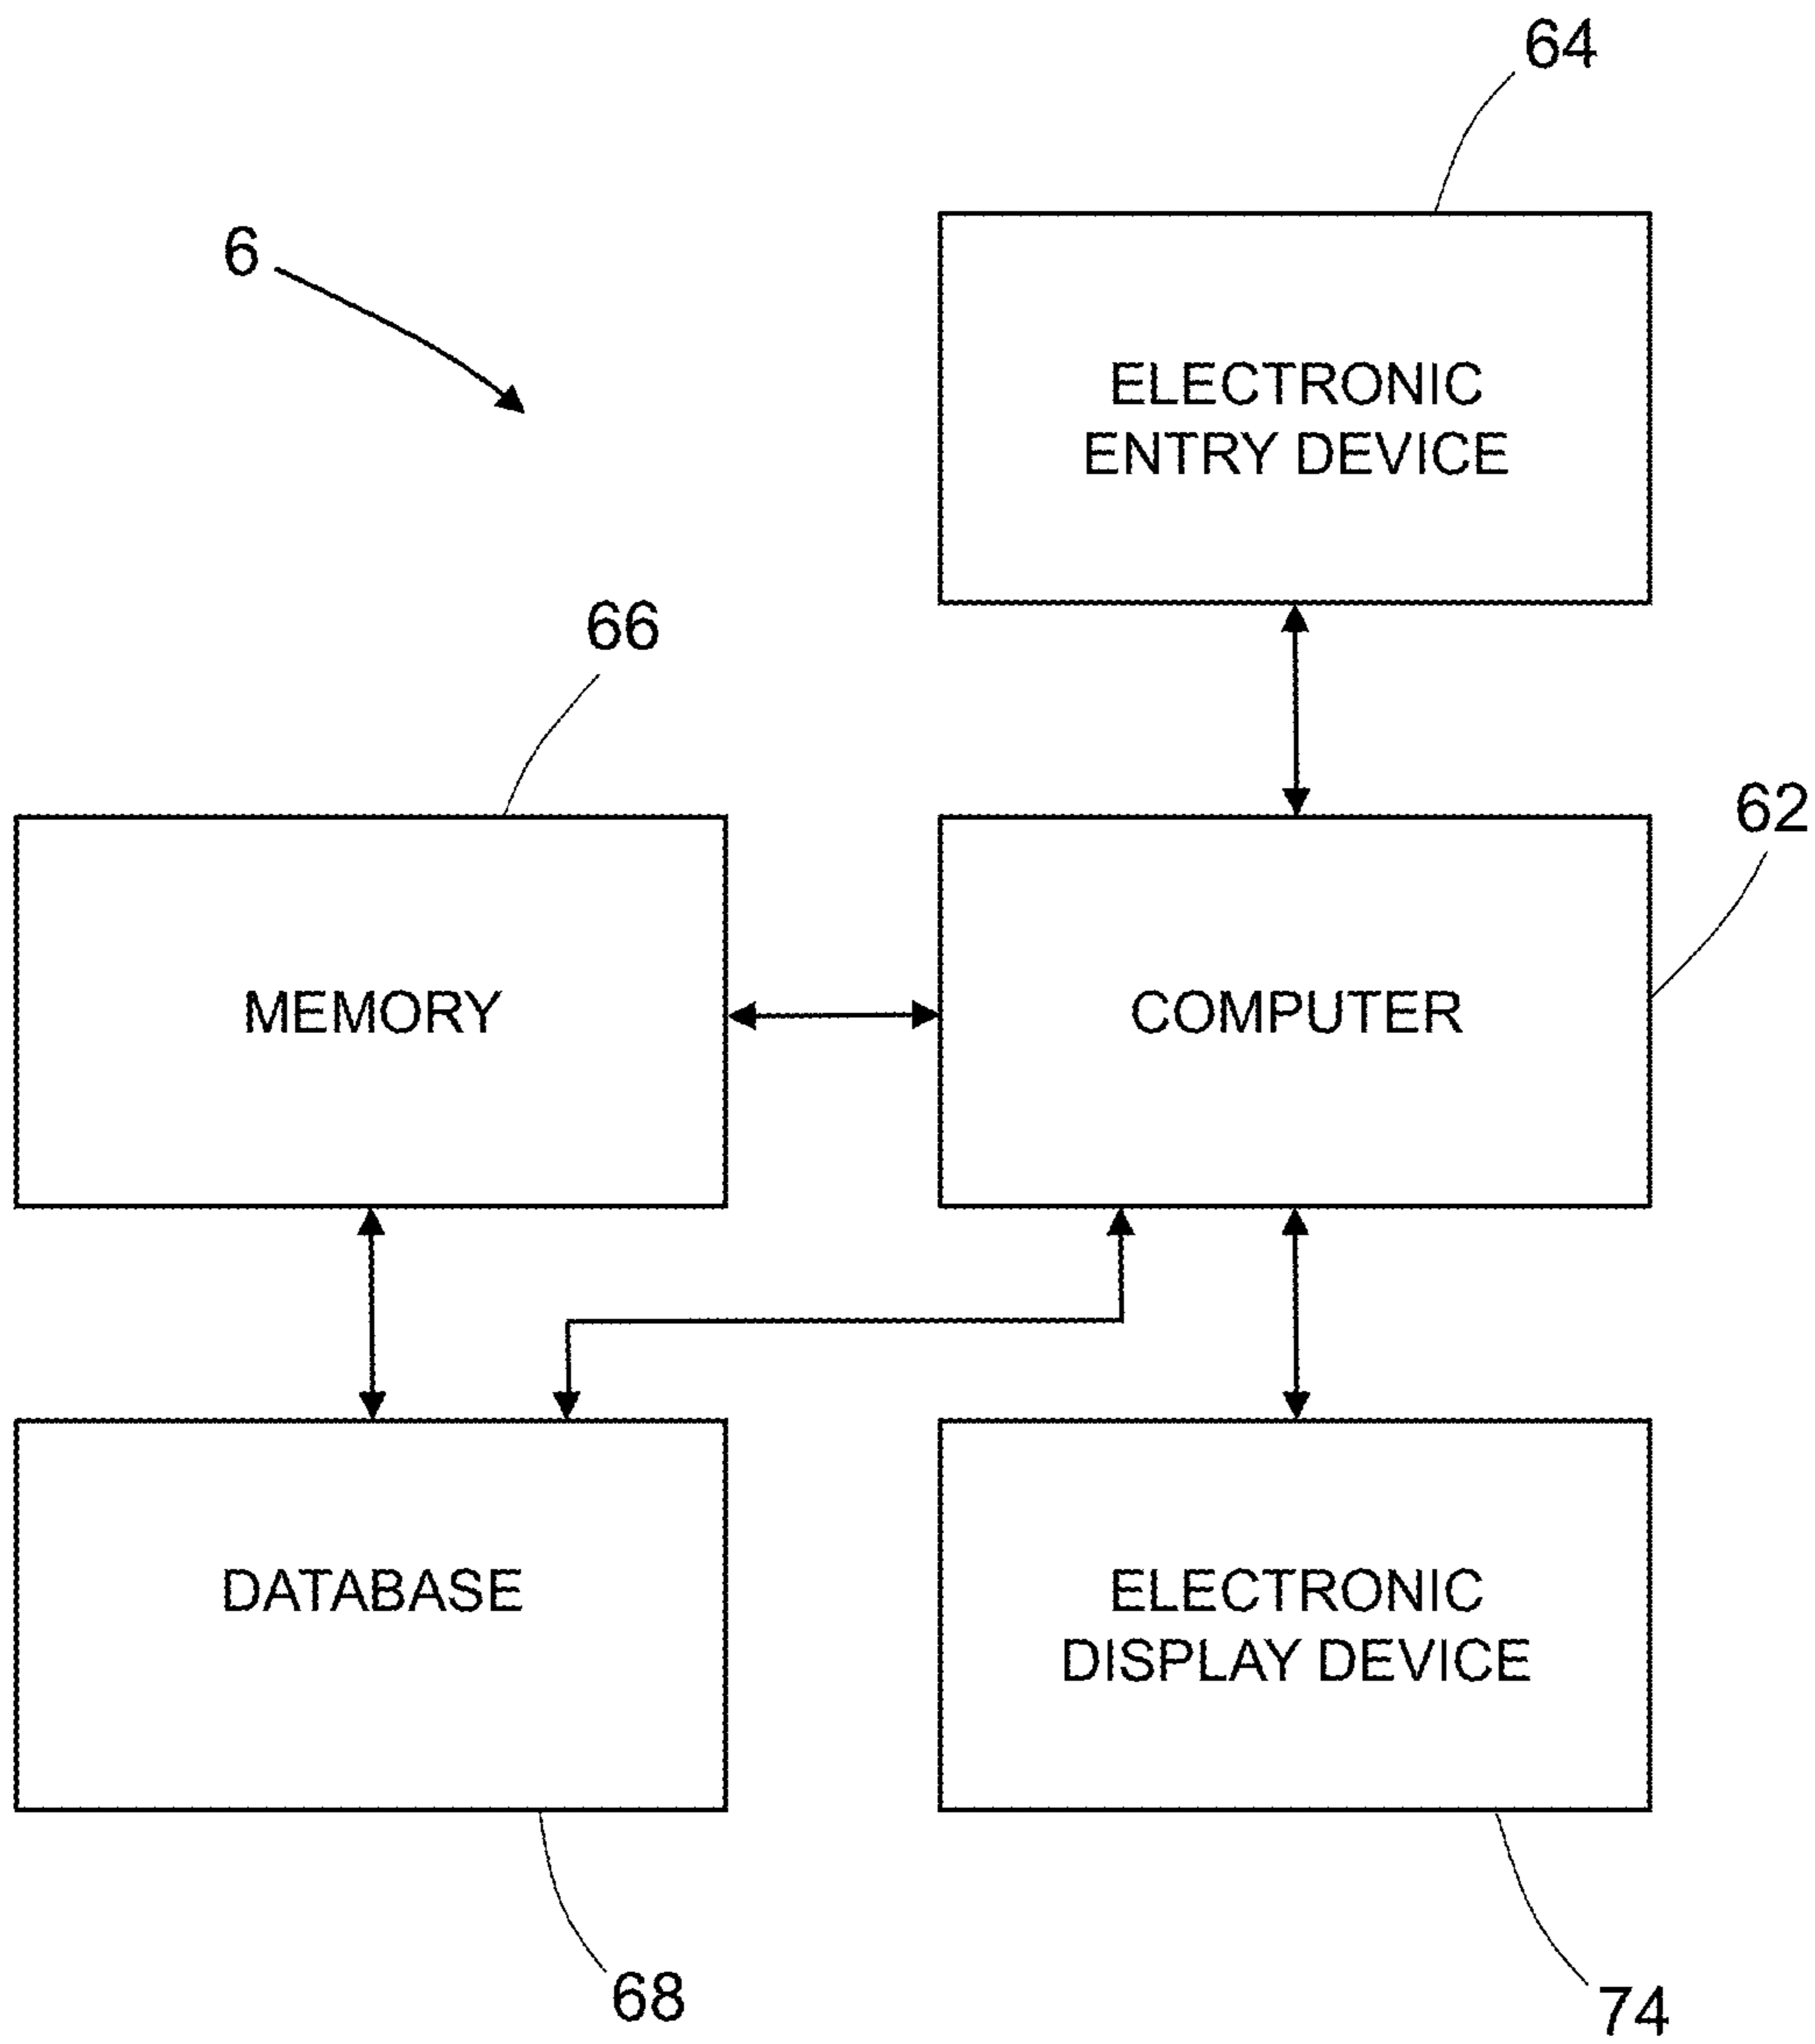 64
6
ELECTRONIC
ENTRY DEVICE
66
62
MEMORY
COMPUTER
DATABASE
ELECTRONIC
DISPLAY DEVICE
68
74